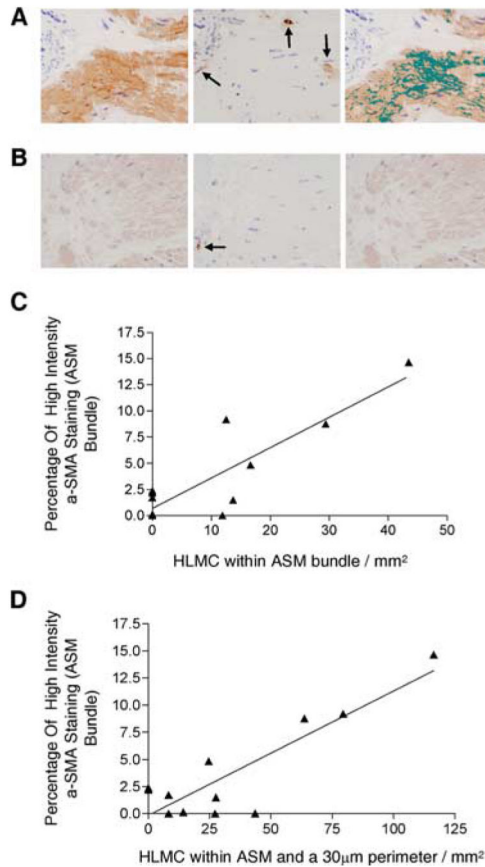 A
B
C
Percentage Of High Intensity
a-SMA Staining (ASM
Bundle)
17.5
15.0
12.5
10.0
7.5
5.0
2.5
0.0
0 10 20 30 40 50
HLMC within ASM bundle / mm²
D
Percentage Of High Intensity
a-SMA Staining (ASM
Bundle)
17.5
15.0
12.5
10.0
7.5
5.0
2.5
0.0
0 25 50 75 100 125
HLMC within ASM and a 30μm perimeter / mm²